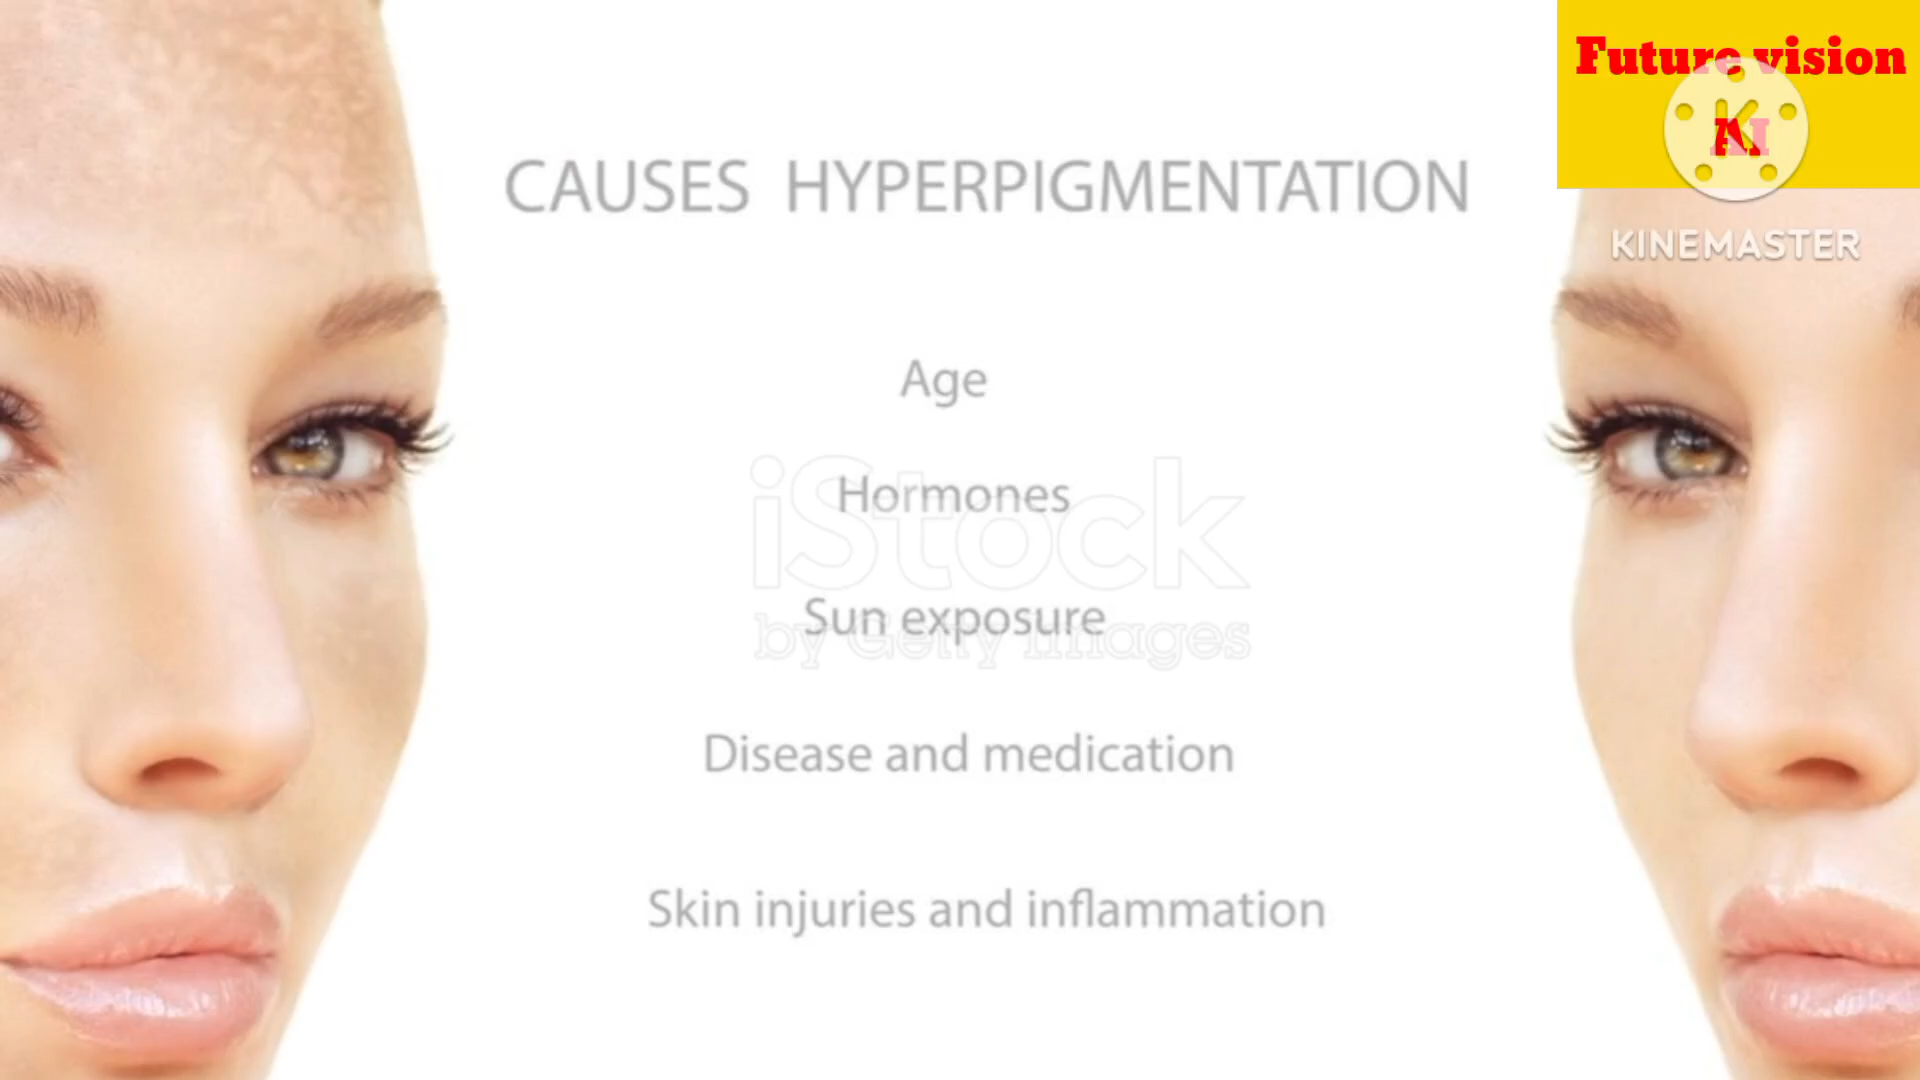 Future vision
AI
KINEMASTER
CAUSES HYPERPIGMENTATION
Age
Hormones
iStock
Sun exposure
by Getty Images
Disease and medication
Skin injuries and inflammation